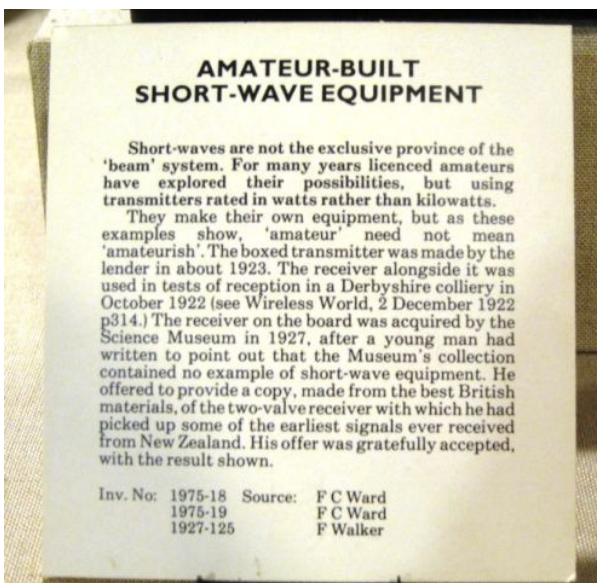 AMATEUR-BUILT
SHORT-WAVE EQUIPMENT
Short-waves are not the exclusive province of the
‘beam’ system. For many years licenced amateurs
have explored their possibilities, but using
transmitters rated in watts rather than kilowatts.
They make their own equipment, but as these
examples show, ‘amateur’ need not mean
‘amateurish’. The boxed transmitter was made by the
lender in about 1923. The receiver alongside it was
used in tests of reception in a Derbyshire colliery in
October 1922 (see Wireless World, 2 December 1922
p314.) The receiver on the board was acquired by the
Science Museum in 1927, after a young man had
written to point out that the Museum’s collection
contained no example of short-wave equipment. He
offered to provide a copy, made from the best British
materials, of the two-valve receiver with which he had
picked up some of the earliest signals ever received
from New Zealand. His offer was gratefully accepted,
with the result shown.
Inv. No: 1975-18 Source: F C Ward
1975-19 F C Ward
1927-125 F Walker